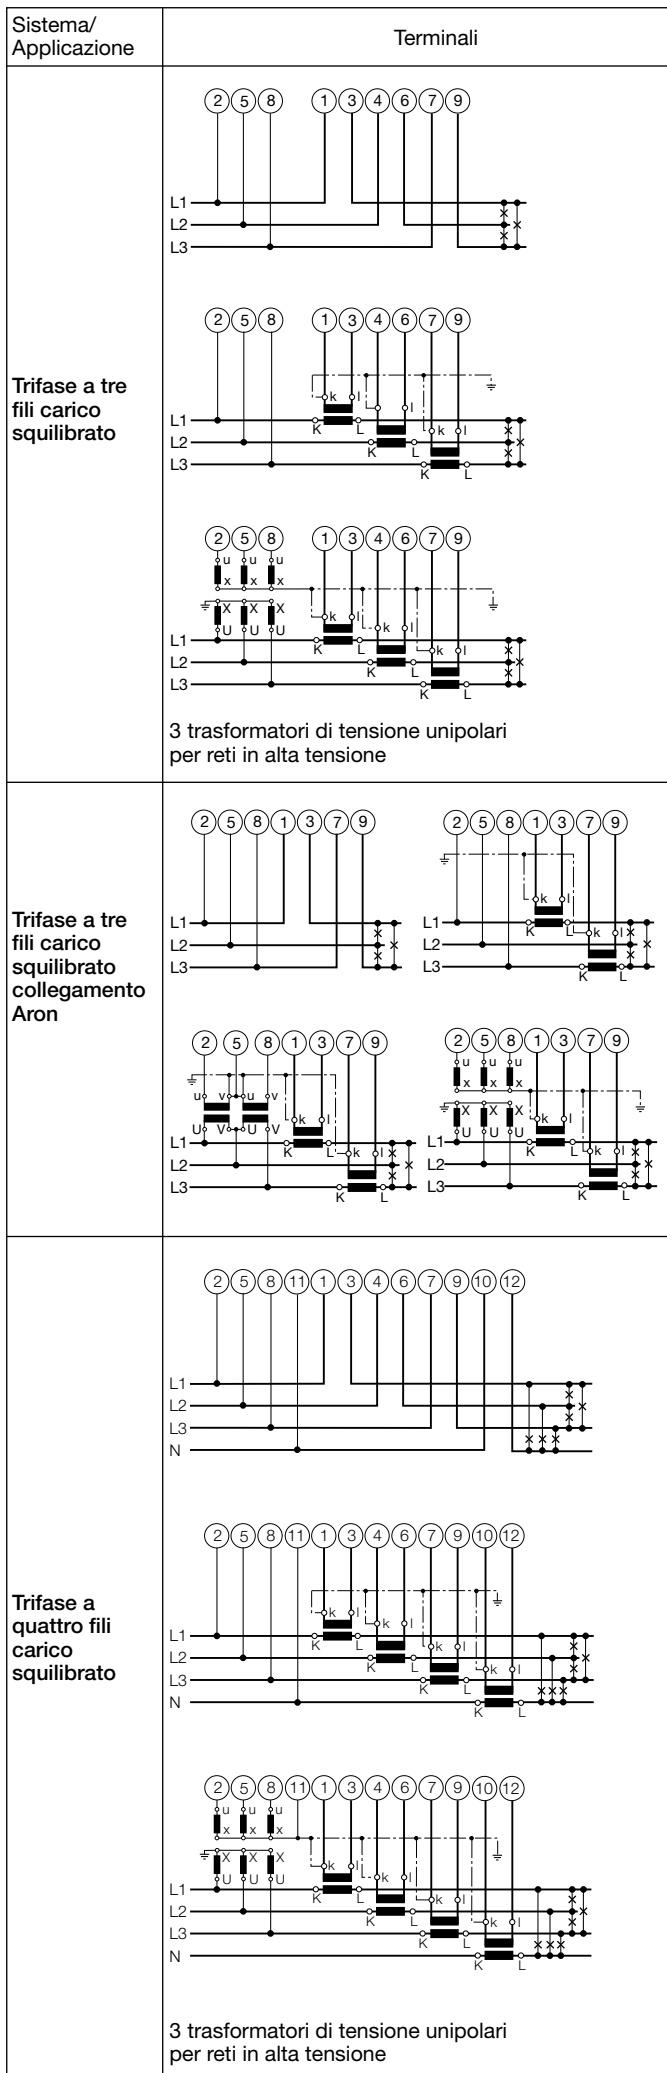 Sistema/
Applicazione
Terminali
Trifase a tre
fili carico
squilibrato
2 5 8 1 3 4 6 7 9
L1
L2
L3
2 5 8 1 3 4 6 7 9
k l
L1
K L k l
L2
K L k l
L3
K L
2 5 8 1 3 4 6 7 9
u u u
x x x
X X X
k l
U U U
L1
K L k l
L2
K L k l
L3
K L
3 trasformatori di tensione unipolari
per reti in alta tensione
Trifase a tre
fili carico
squilibrato
collegamento
Aron
2 5 8 1 3 7 9
L1
L2
L3
2 5 8 1 3 7 9
k l
L1
K L k l
L2
L3
K L
2 5 8 1 3 7 9
u v u v
k l
U V U V
L1
K L k l
L2
L3
K L
2 5 8 1 3 7 9
u u u
x x x
X X X
k l
U U U
L1
K L k l
L2
L3
K L
Trifase a
quattro fili
carico
squilibrato
2 5 8 11 1 3 4 6 7 9 10 12
L1
L2
L3
N
2 5 8 11 1 3 4 6 7 9 10 12
k l
L1
K L k l
L2
K L k l
L3
K L k l
N
K L
2 5 8 11 1 3 4 6 7 9 10 12
u u u
x x x
X X X
k l
U U U
L1
K L k l
L2
K L k l
L3
K L k l
N
K L
3 trasformatori di tensione unipolari
per reti in alta tensione